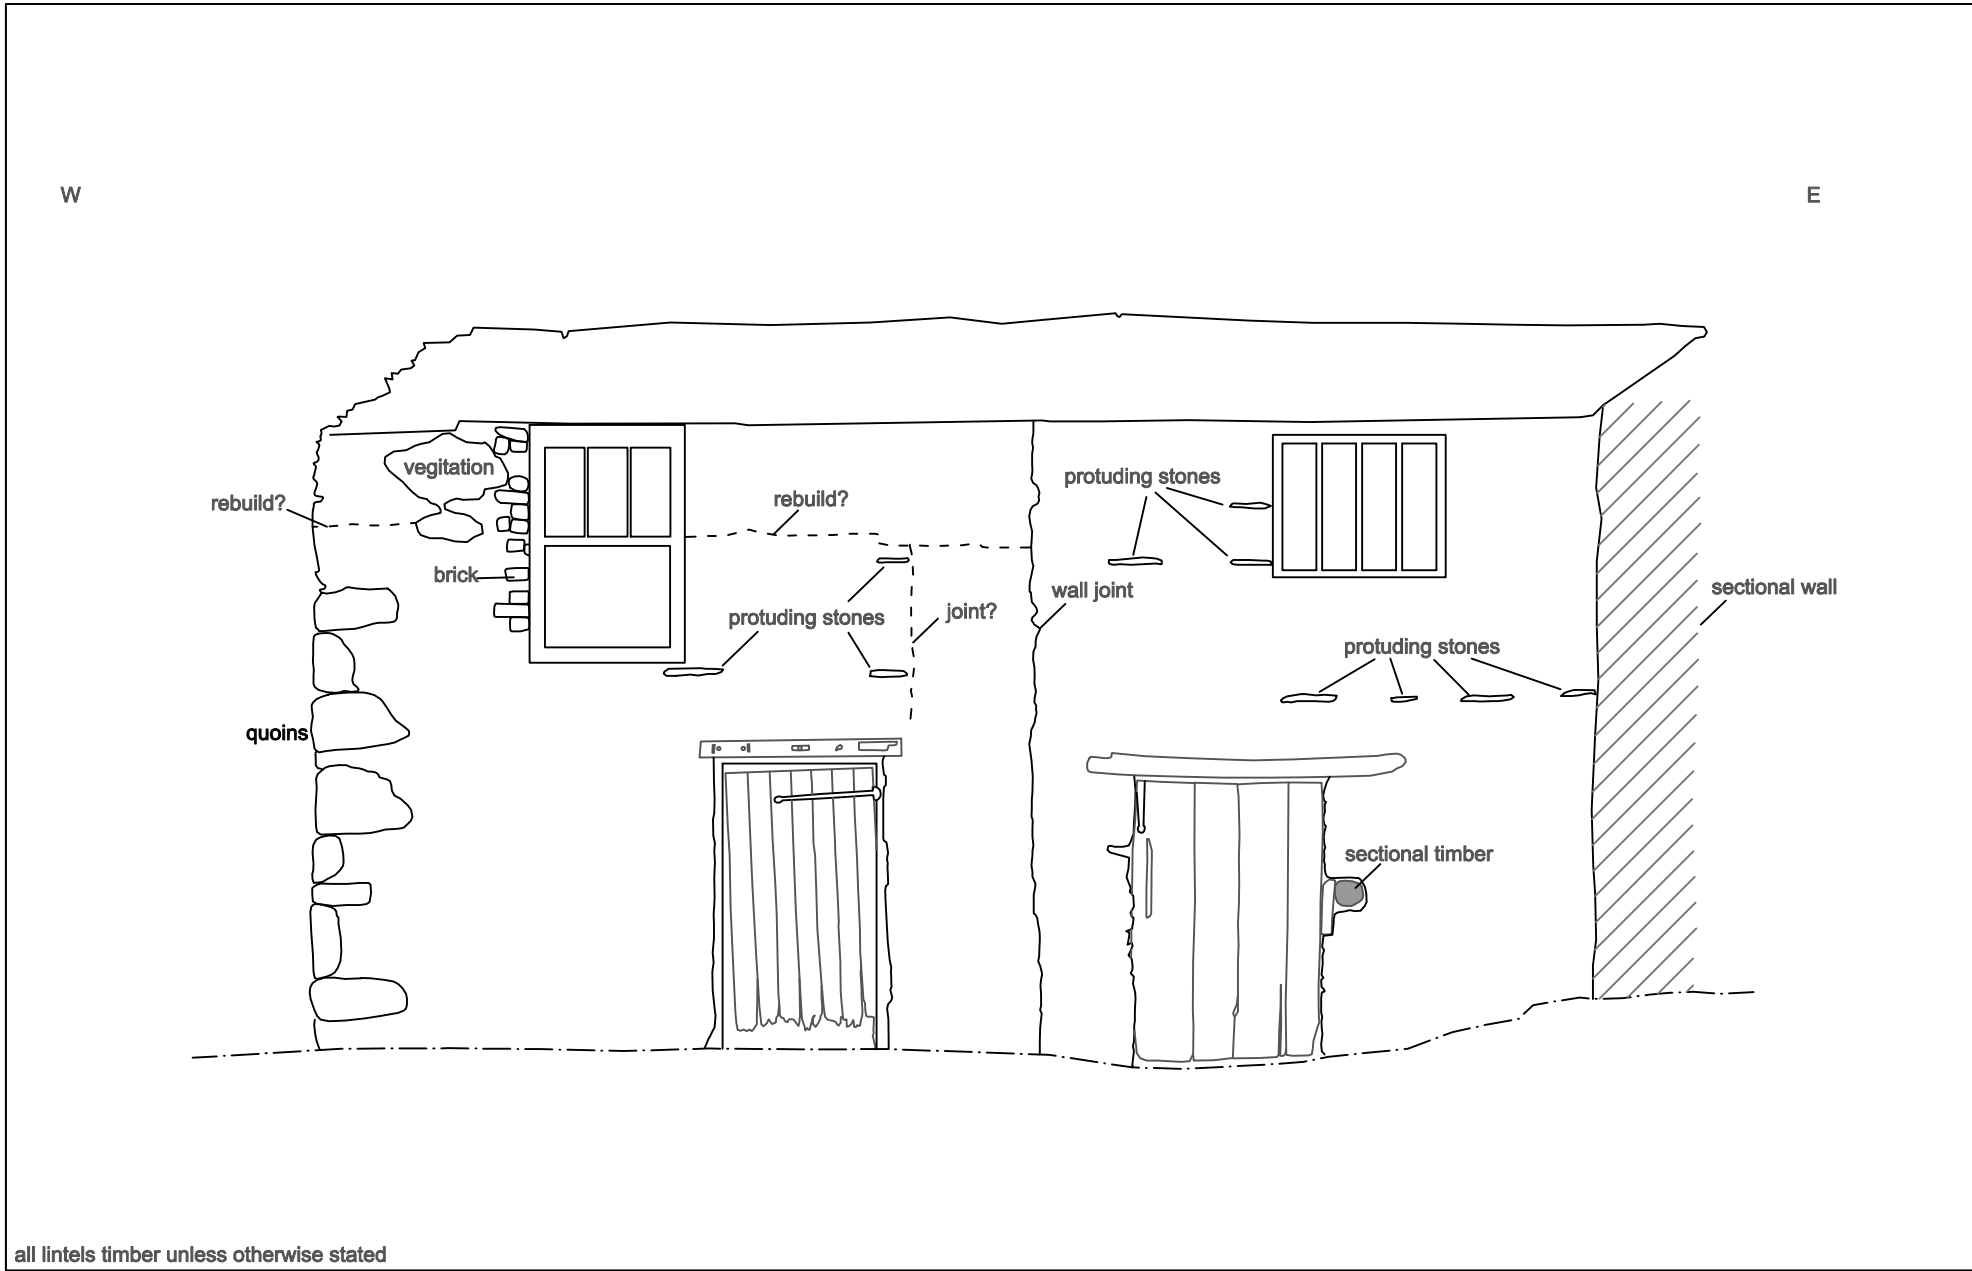 W
E
vegitation
protuding stones
rebuild?
rebuild?
brick
wall joint
sectional wall
protuding stones
joint?
protuding stones
quoins
sectional timber
all lintels timber unless otherwise stated